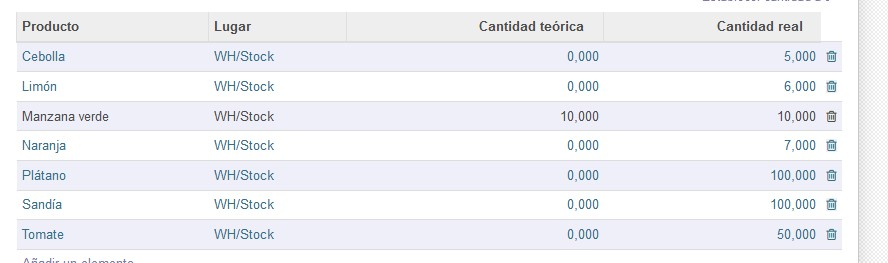 Producto Lugar Cantidad teórica Cantidad real
Cebolla WH/Stock 0,000 5,000
Limón WH/Stock 0,000 6,000
Manzana verde WH/Stock 10,000 10,000
Naranja WH/Stock 0,000 7,000
Plátano WH/Stock 0,000 100,000
Sandía WH/Stock 0,000 100,000
Tomate WH/Stock 0,000 50,000
Añadir un elemento